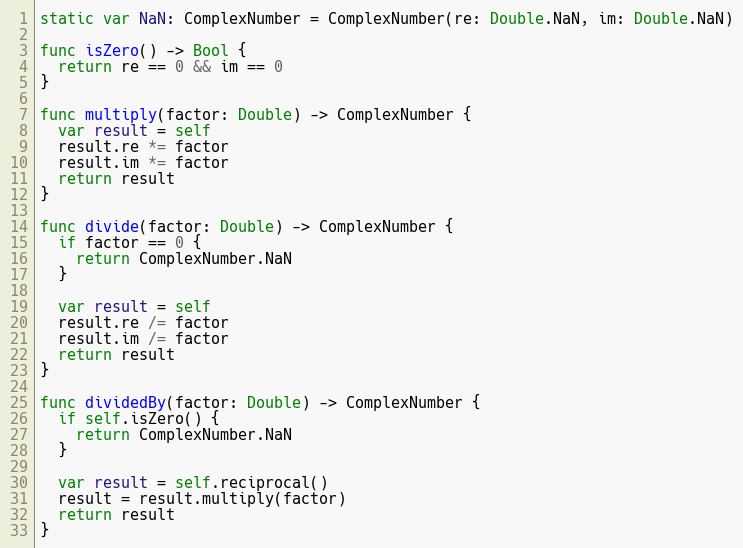 1 static var NaN: ComplexNumber = ComplexNumber(re: Double.NaN, im: Double.NaN)
2
3 func isZero() -> Bool {
4   return re == 0 && im == 0
5 }
6
7 func multiply(factor: Double) -> ComplexNumber {
8   var result = self
9   result.re *= factor
10   result.im *= factor
11   return result
12 }
13
14 func divide(factor: Double) -> ComplexNumber {
15   if factor == 0 {
16     return ComplexNumber.NaN
17   }
18
19   var result = self
20   result.re /= factor
21   result.im /= factor
22   return result
23 }
24
25 func dividedBy(factor: Double) -> ComplexNumber {
26   if self.isZero() {
27     return ComplexNumber.NaN
28   }
29
30   var result = self.reciprocal()
31   result = result.multiply(factor)
32   return result
33 }